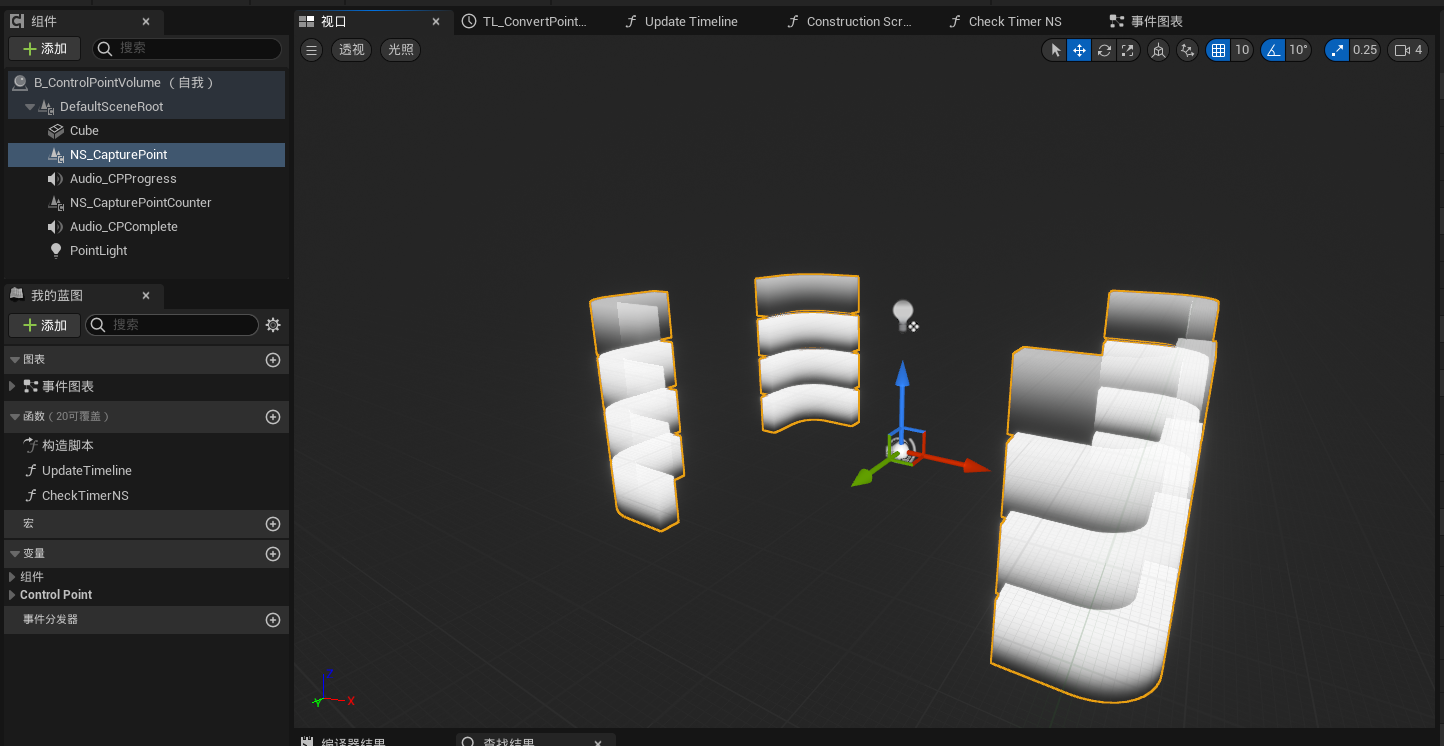 组件
添加
搜索
B_ControlPointVolume （自我）
DefaultSceneRoot
Cube
NS_CapturePoint
Audio_CPProgress
NS_CapturePointCounter
Audio_CPComplete
PointLight
我的蓝图
添加
搜索
图表
事件图表
函数（20可覆盖）
构造脚本
UpdateTimeline
CheckTimerNS
宏
变量
组件
Control Point
事件分发器
视口
TL_ConvertPoint...
Update Timeline
Construction Scr...
Check Timer NS
事件图表
透视
光照
10
10°
0.25
4
Z
X
Y
编译器结果
查找结果